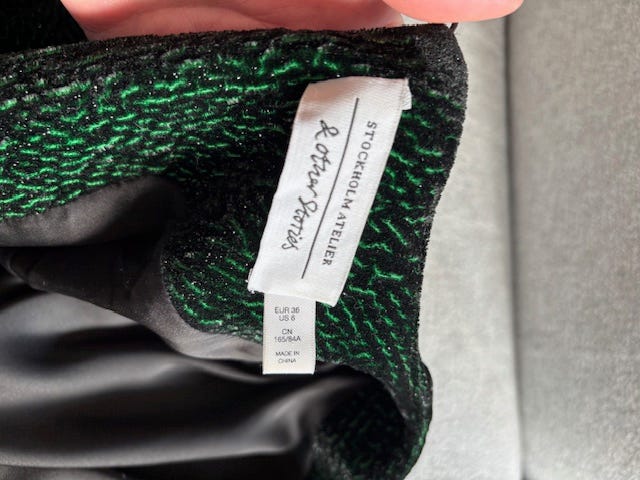 & other Stories
STOCKHOLM ATELIER
EUR 36
US 6
CN
165/84A
MADE IN
CHINA